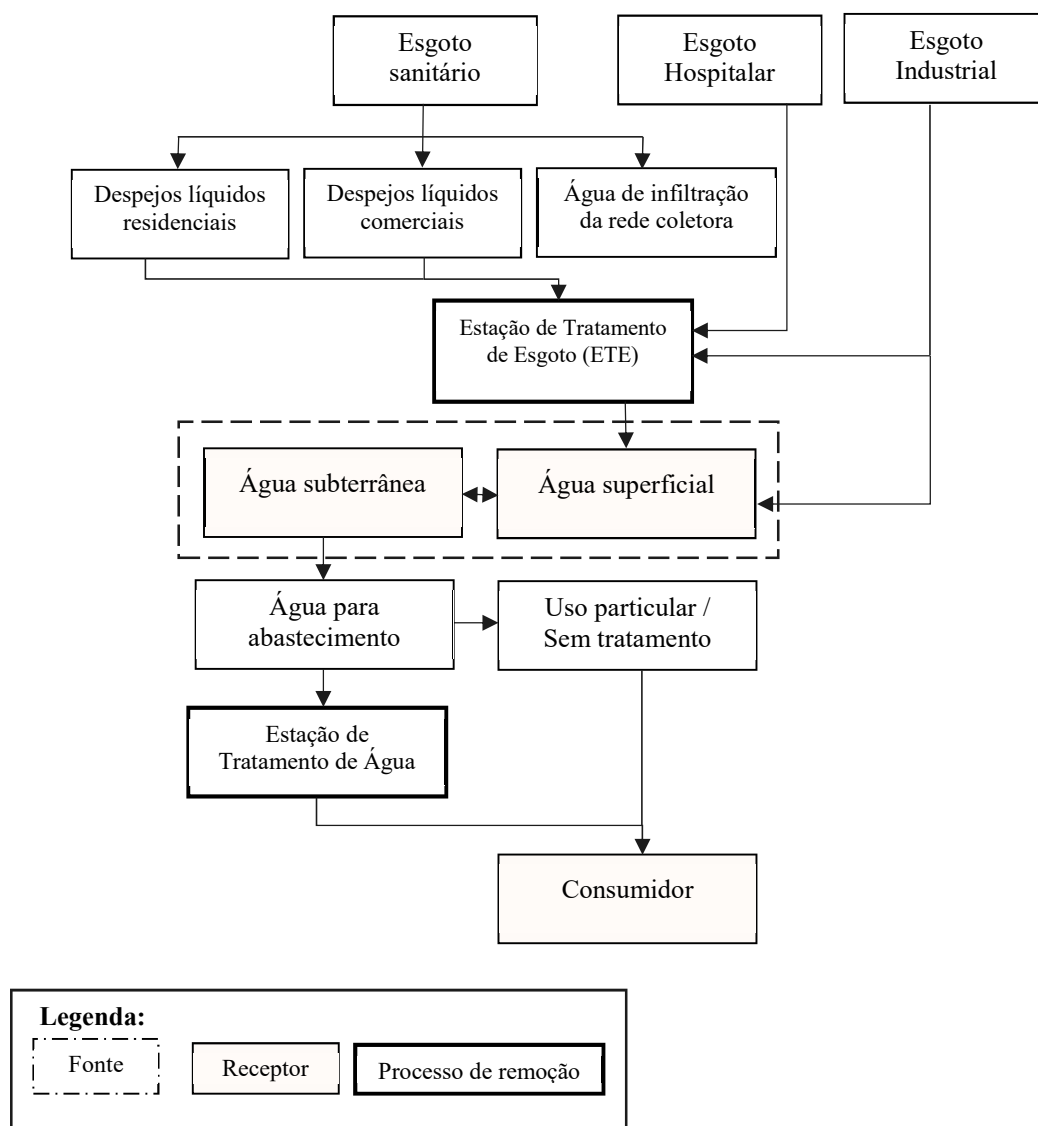 Esgoto
sanitário
Esgoto
Hospitalar
Esgoto
Industrial
Despejos líquidos
residenciais
Despejos líquidos
comerciais
Água de infiltração
da rede coletora
Estação de Tratamento
de Esgoto (ETE)
Água subterrânea
Água superficial
Água para
abastecimento
Uso particular /
Sem tratamento
Estação de
Tratamento de Água
Consumidor
Legenda:
Fonte
Receptor
Processo de remoção